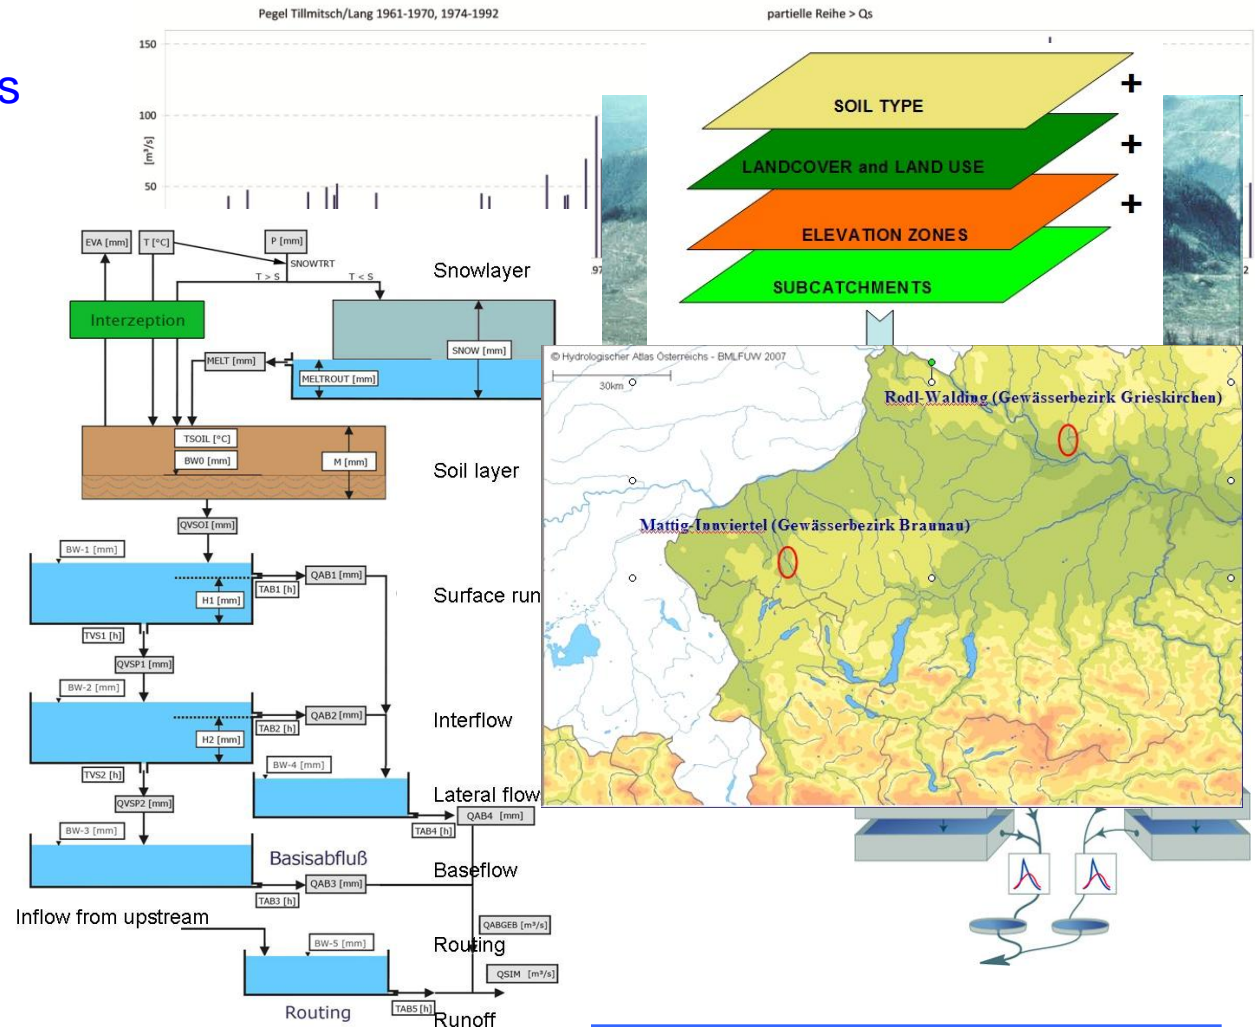 Pegel Tillmitsch/Lang 1961-1970, 1974-1992
partielle Reihe > Qs
s
150
100
50
[m³/s]
97
2
SOIL TYPE
+
LANDCOVER and LAND USE
+
ELEVATION ZONES
+
SUBCATCHMENTS
EVA [mm]
T [°C]
P [mm]
SNOWTRT
T > S
T < S
Snowlayer
Interzeption
MELT [mm]
SNOW [mm]
MELTROUT [mm]
TSOIL [°C]
BW0 [mm]
M [mm]
Soil layer
QVSOI [mm]
BW-1 [mm]
QAB1 [mm]
TAB1 [h]
H1 [mm]
Surface run
TVS1 [h]
QVSP1 [mm]
BW-2 [mm]
QAB2 [mm]
TAB2 [h]
H2 [mm]
Interflow
TVS2 [h]
QVSP2 [mm]
BW-4 [mm]
Lateral flow
QAB4 [mm]
TAB4 [h]
BW-3 [mm]
Basisabfluß
Baseflow
QAB3 [mm]
TAB3 [h]
Inflow from upstream
QABGEB [m³/s]
BW-5 [mm]
Routing
QSIM [m³/s]
TAB5 [h]
Routing
Runoff
© Hydrologischer Atlas Österreichs - BMLFUW 2007
30km
Rodl-Walding (Gewässerbezirk Grieskirchen)
Mattig-Innviertel (Gewässerbezirk Braunau)